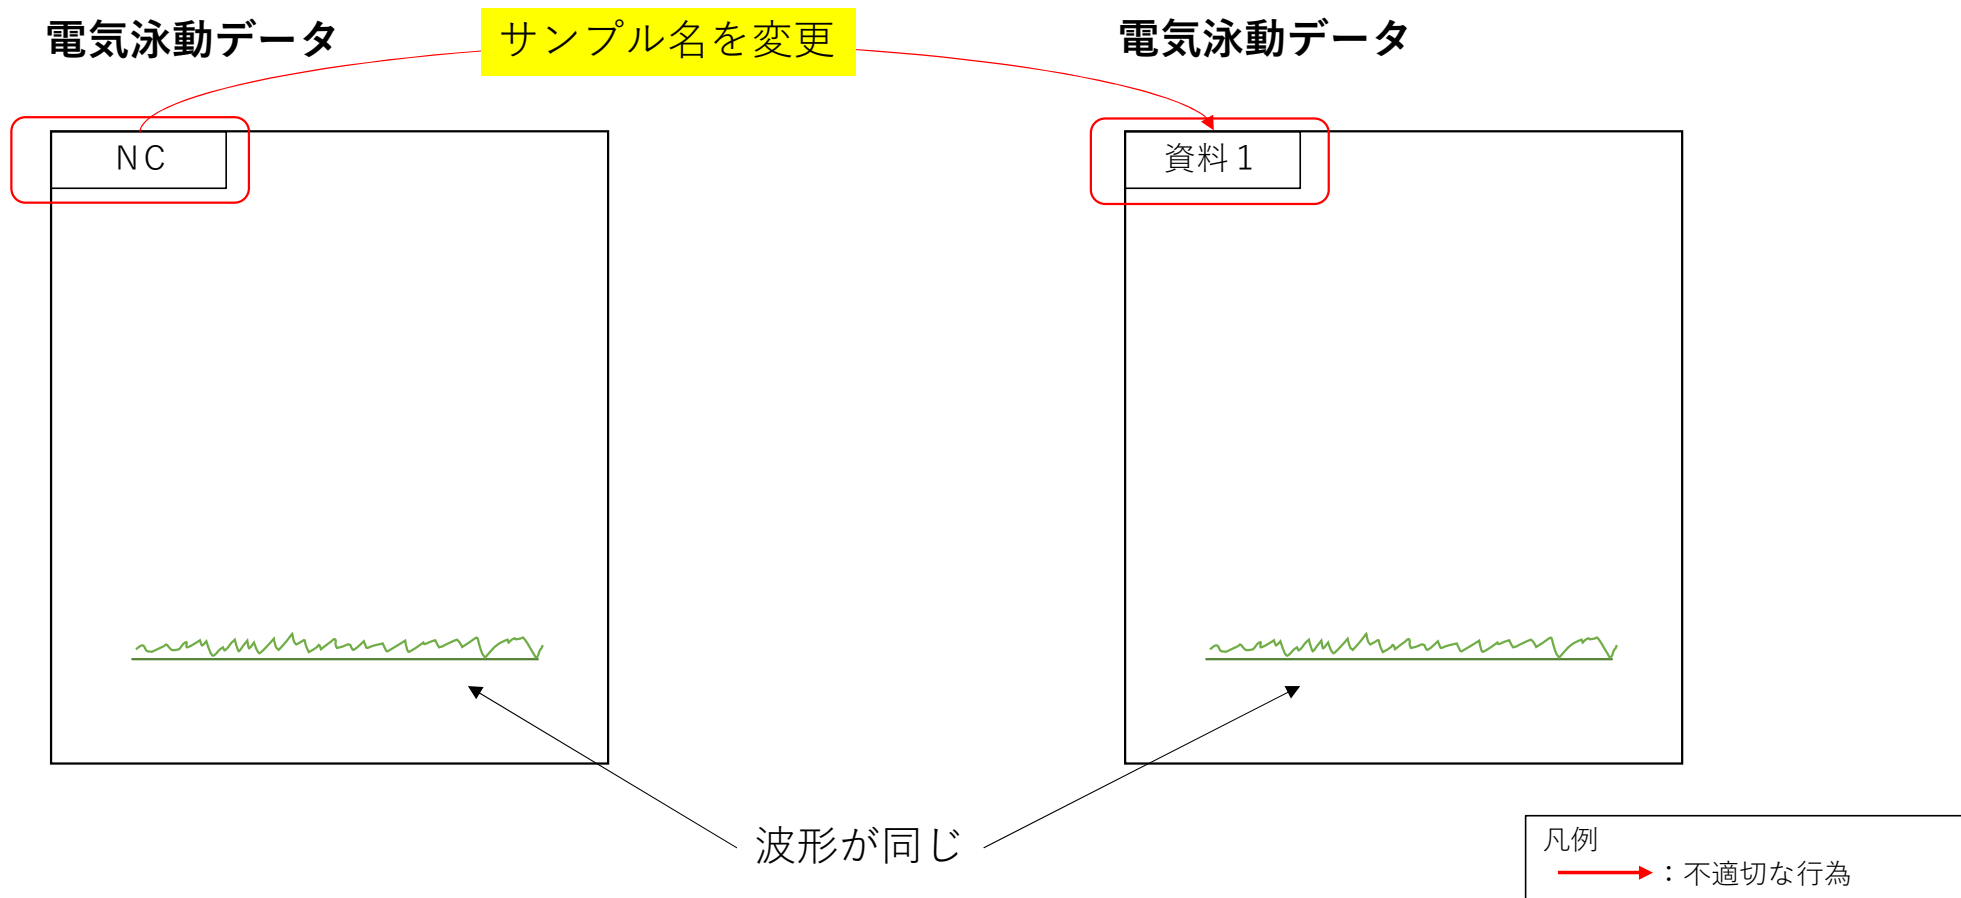 電気泳動データ
サンプル名を変更
電気泳動データ
NC
資料1
波形が同じ
凡例
：不適切な行為